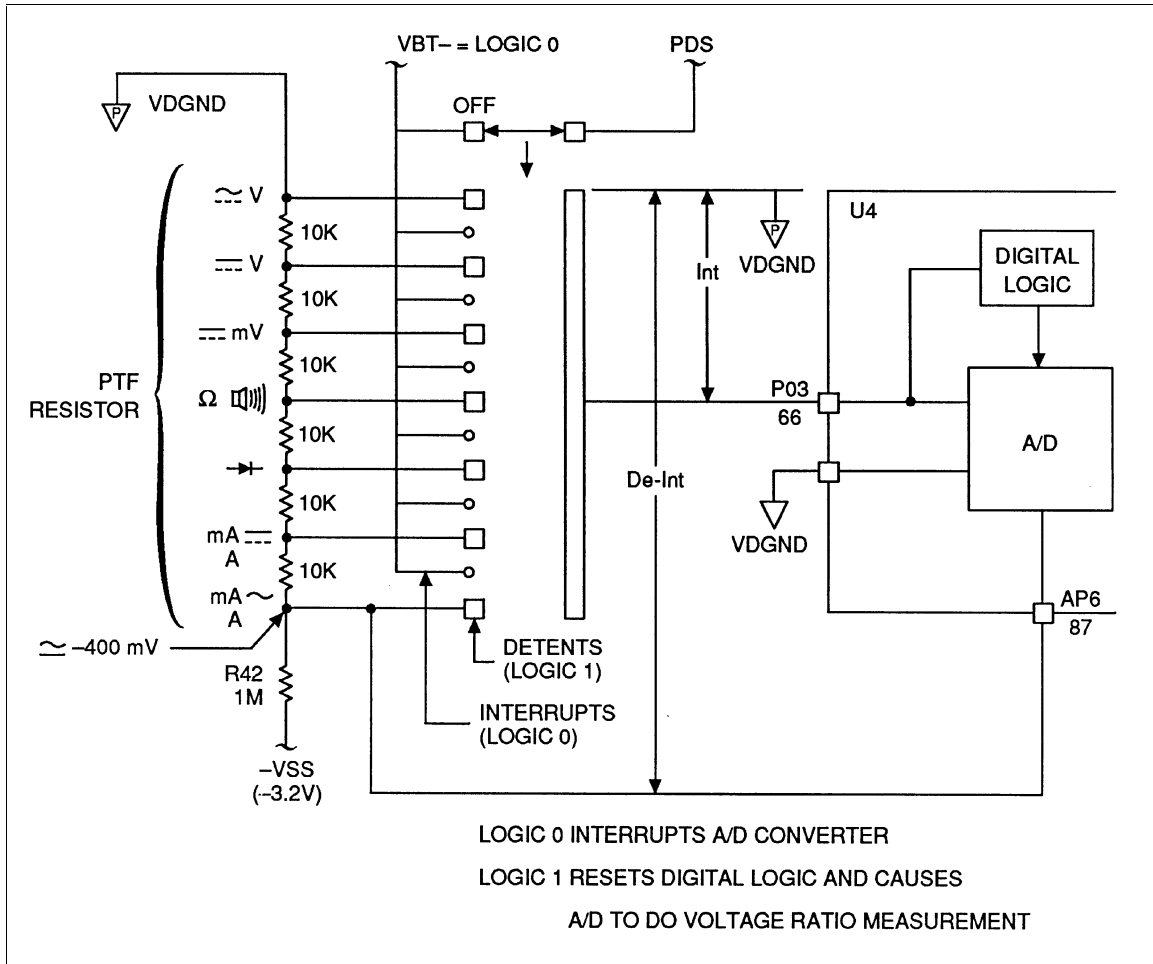 VBT– = LOGIC 0
PDS
P
VDGND
OFF
V
10K
V
10K
mV
10K
Ω
10K
10K
mA
A
10K
mA
A
PTF
RESISTOR
≃ –400 mV
R42
1M
–VSS
(–3.2V)
DETENTS
(LOGIC 1)
INTERRUPTS
(LOGIC 0)
Int
De-Int
P
VDGND
U4
DIGITAL
LOGIC
P03
66
A/D
VDGND
AP6
87
LOGIC 0 INTERRUPTS A/D CONVERTER
LOGIC 1 RESETS DIGITAL LOGIC AND CAUSES
A/D TO DO VOLTAGE RATIO MEASUREMENT